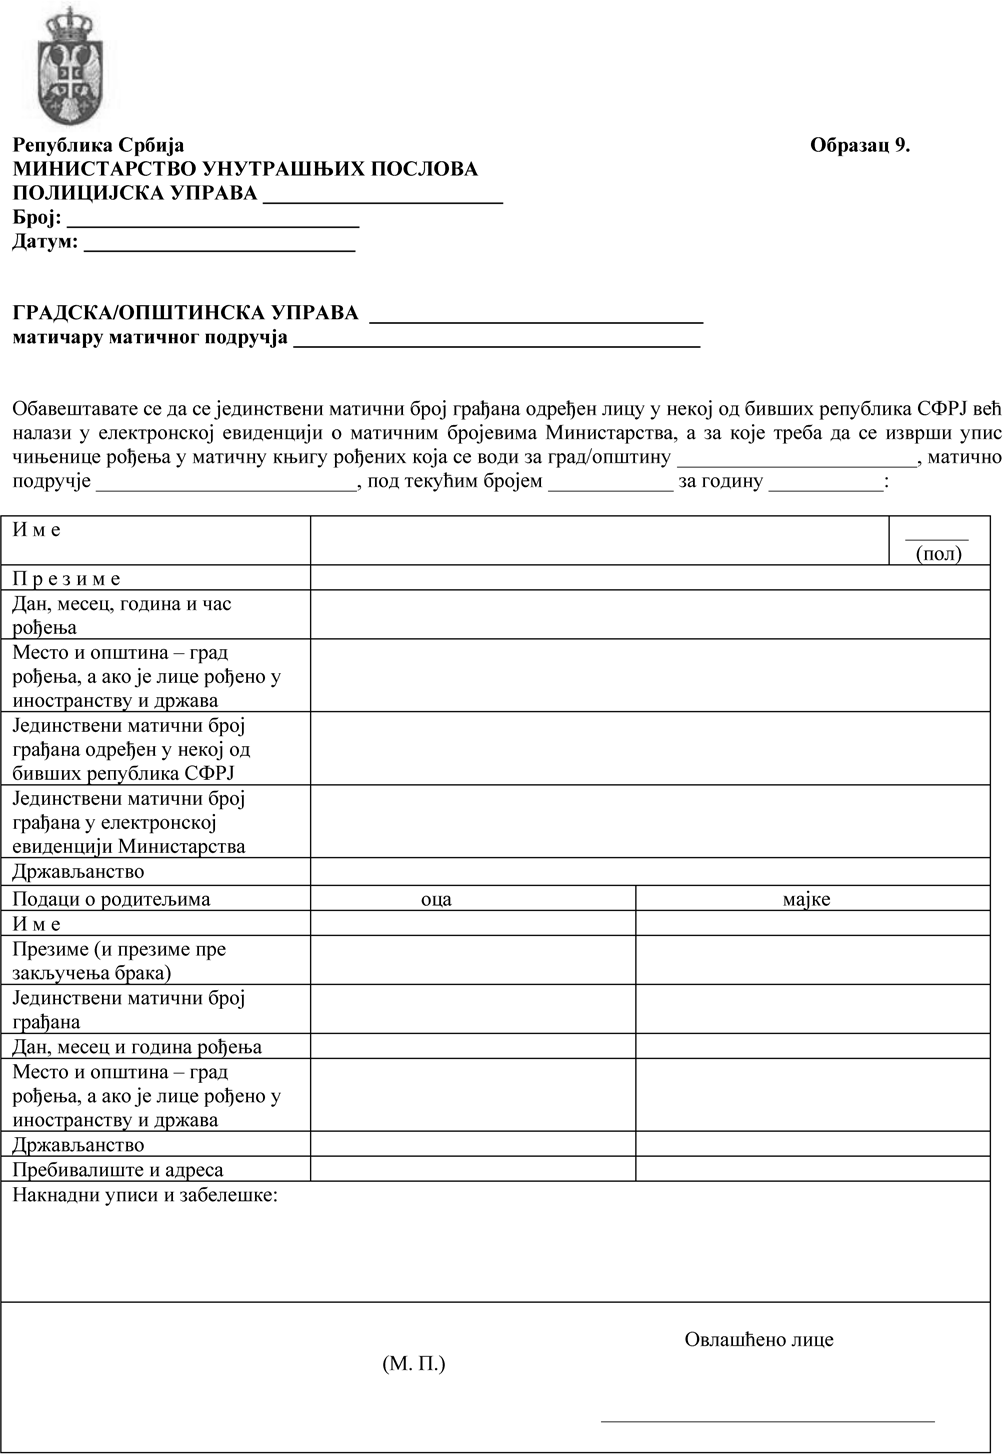 Република Србија Образац 9.
МИНИСТАРСТВО УНУТРАШЊИХ ПОСЛОВА
ПОЛИЦИЈСКА УПРАВА ______________________
Број: ___________________________
Датум: _________________________
ГРАДСКА/ОПШТИНСКА УПРАВА _______________________________
матичару матичног подручја ______________________________________
Обавештавате се да се јединствени матични број грађана одређен лицу у некој од бивших република СФРЈ већ
налази у електронској евиденцији о матичним бројевима Министарства, а за које треба да се изврши упис
чињенице рођења у матичну књигу рођених која се води за град/општину _______________________, матично
подручје _________________________, под текућим бројем ____________ за годину ___________:
И м е ______
(пол)
П р е з и м е
Дан, месец, година и час
рођења
Место и општина – град
рођења, а ако је лице рођено у
иностранству и држава
Јединствени матични број
грађана одређен у некој од
бивших република СФРЈ
Јединствени матични број
грађана у електронској
евиденцији Министарства
Држављанство
Подаци о родитељима оца мајке
И м е
Презиме (и презиме пре
закључења брака)
Јединствени матични број
грађана
Дан, месец и година рођења
Место и општина – град
рођења, а ако је лице рођено у
иностранству и држава
Држављанство
Пребивалиште и адреса
Накнадни уписи и забелешке:
Овлашћено лице
(М. П.)
________________________________